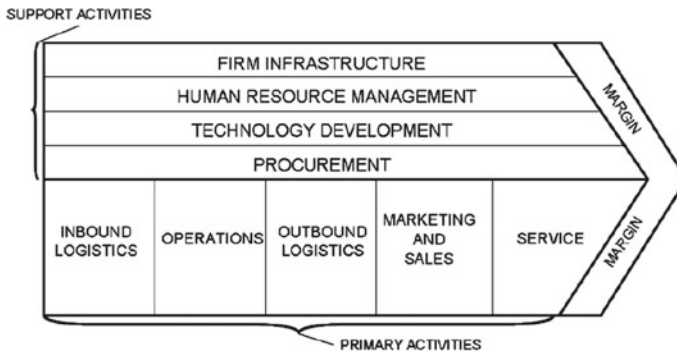 SUPPORT ACTIVITIES
FIRM INFRASTRUCTURE
HUMAN RESOURCE MANAGEMENT
TECHNOLOGY DEVELOPMENT
PROCUREMENT
MARGIN
INBOUND
LOGISTICS
OPERATIONS
OUTBOUND
LOGISTICS
MARKETING
AND
SALES
SERVICE
MARGIN
PRIMARY ACTIVITIES